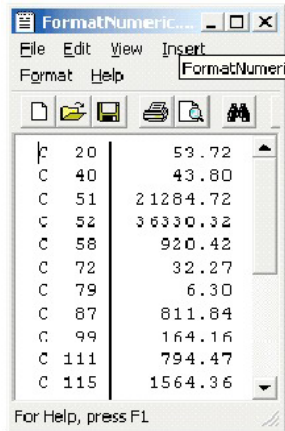 FormatNumeric....
File Edit View Insert
Format Help
FormatNumeri
C 20 53.72
C 40 43.80
C 51 21284.72
C 52 36330.32
C 58 920.42
C 72 32.27
C 79 6.30
C 87 811.84
C 99 164.16
C 111 794.47
C 115 1564.36
For Help, press F1